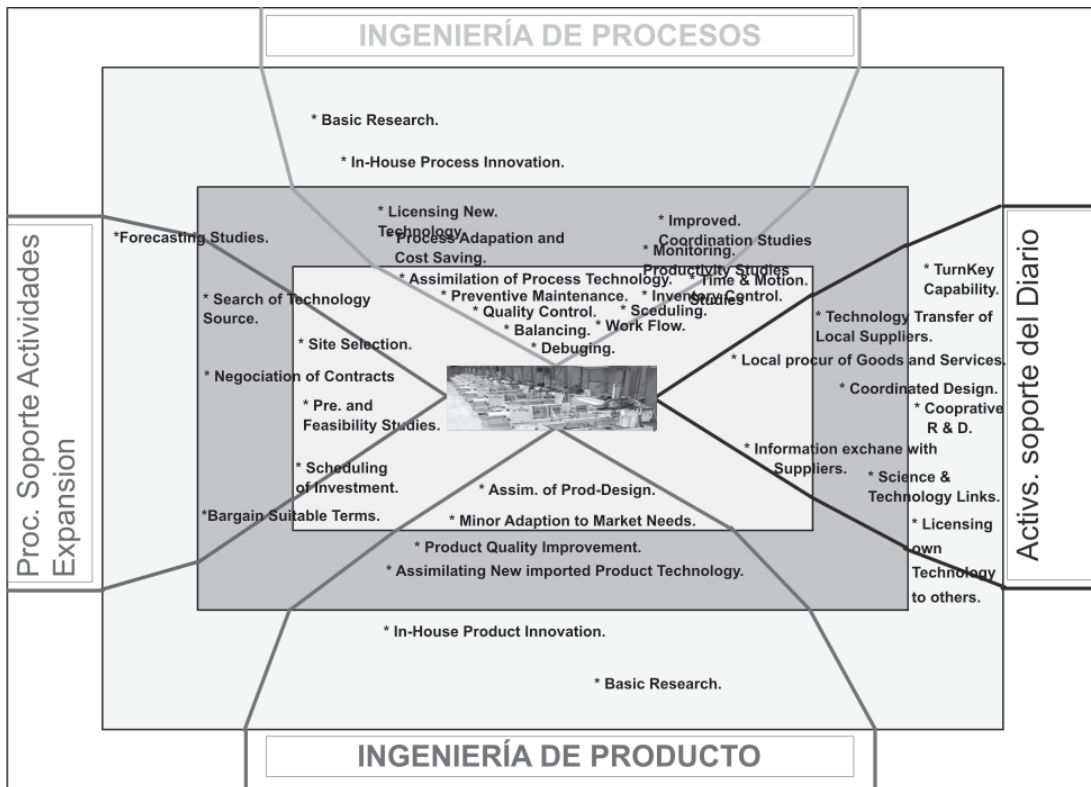 INGENIERÍA DE PROCESOS
* Basic Research.
* In-House Process Innovation.
* Licensing New.
Technology
* Process Adapation and
Cost Saving.
* Improved.
Coordination Studies
* Monitoring.
Productivity Studies
* Assimilation of Process Technology.
* Time & Motion.
Studies
* Preventive Maintenance.
* Inventory Control.
* Quality Control.
* Sceduling.
* Balancing.
* Work Flow.
* Debuging.
Proc. Soporte Actividades
Expansion
*Forecasting Studies.
* Search of Technology
Source.
* Site Selection.
* Negociation of Contracts
* Pre. and
Feasibility Studies.
* Scheduling
of Investment.
*Bargain Suitable Terms.
Activs. soporte del Diario
* TurnKey
Capability.
* Technology Transfer of
Local Suppliers.
* Local procur of Goods and Services.
* Coordinated Design.
* Cooprative
R & D.
* Information exchane with
Suppliers.
* Science &
Technology Links.
* Licensing
own
Technology
to others.
* Assim. of Prod-Design.
* Minor Adaption to Market Needs.
* Product Quality Improvement.
* Assimilating New imported Product Technology.
* In-House Product Innovation.
* Basic Research.
INGENIERÍA DE PRODUCTO